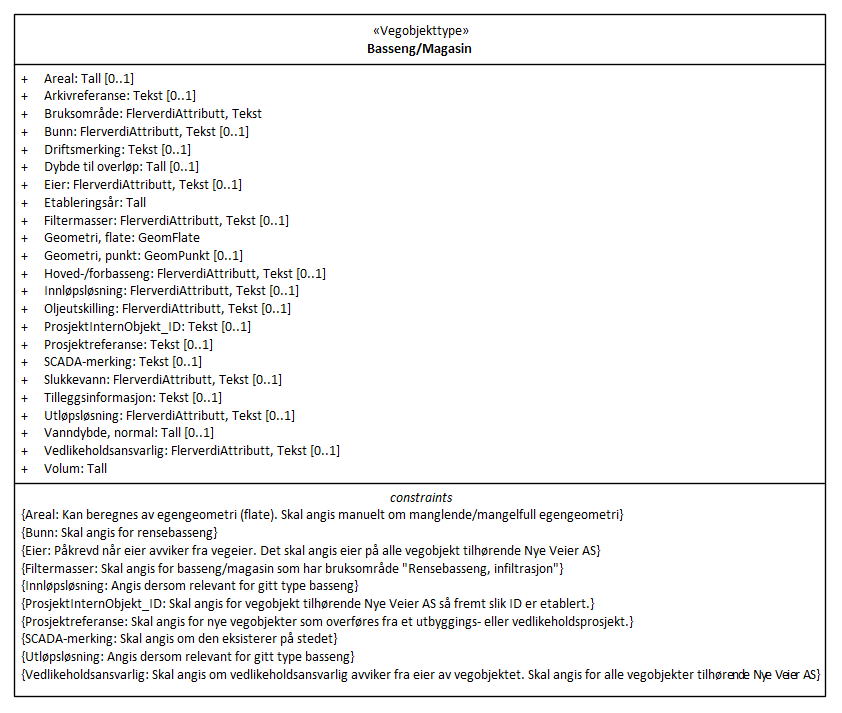 «Vegobjekttype»
Basseng/Magasin
+ Areal: Tall [0..1]
+ Arkivreferanse: Tekst [0..1]
+ Bruksområde: FlerverdiAttributt, Tekst
+ Bunn: FlerverdiAttributt, Tekst [0..1]
+ Driftsmerking: Tekst [0..1]
+ Dybde til overløp: Tall [0..1]
+ Eier: FlerverdiAttributt, Tekst [0..1]
+ Etableringsår: Tall
+ Filtermasser: FlerverdiAttributt, Tekst [0..1]
+ Geometri, flate: GeomFlate
+ Geometri, punkt: GeomPunkt [0..1]
+ Hoved-/forbasseng: FlerverdiAttributt, Tekst [0..1]
+ Innløpsløsning: FlerverdiAttributt, Tekst [0..1]
+ Oljeutskilling: FlerverdiAttributt, Tekst [0..1]
+ ProsjektInternObjekt_ID: Tekst [0..1]
+ Prosjektreferanse: Tekst [0..1]
+ SCADA-merking: Tekst [0..1]
+ Slukkevann: FlerverdiAttributt, Tekst [0..1]
+ Tilleggsinformasjon: Tekst [0..1]
+ Utløpsløsning: FlerverdiAttributt, Tekst [0..1]
+ Vanndybde, normal: Tall [0..1]
+ Vedlikeholdsansvarlig: FlerverdiAttributt, Tekst [0..1]
+ Volum: Tall
constraints
{Areal: Kan beregnes av egengeometri (flate). Skal angis manuelt om manglende/mangelfull egengeometri}
{Bunn: Skal angis for rensebasseng}
{Eier: Påkrevd når eier avviker fra vegeier. Det skal angis eier på alle vegobjekt tilhørende Nye Veier AS}
{Filtermasser: Skal angis for basseng/magasin som har bruksområde "Rensebasseng, infiltrasjon"}
{Innløpsløsning: Angis dersom relevant for gitt type basseng}
{ProsjektInternObjekt_ID: Skal angis for vegobjekt tilhørende Nye Veier AS så fremt slik ID er etablert.}
{Prosjektreferanse: Skal angis for nye vegobjekter som overføres fra et utbyggings- eller vedlikeholdsprosjekt.}
{SCADA-merking: Skal angis om den eksisterer på stedet}
{Utløpsløsning: Angis dersom relevant for gitt type basseng}
{Vedlikeholdsansvarlig: Skal angis om vedlikeholdsansvarlig avviker fra eier av vegobjektet. Skal angis for alle vegobjekter tilhørende Nye Veier AS}